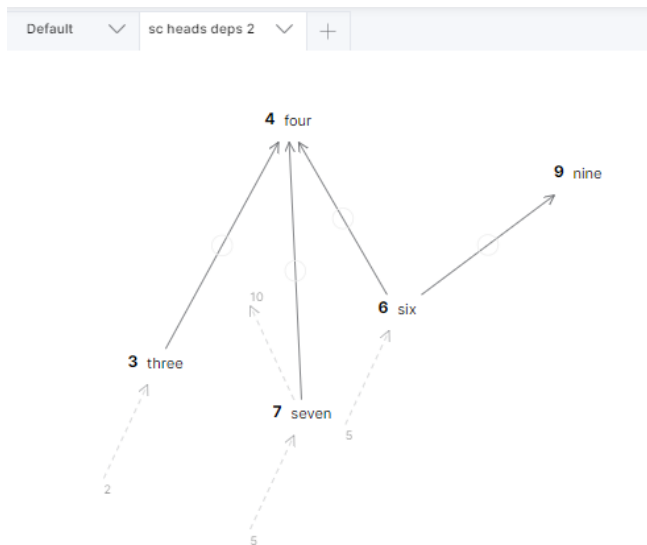 Default
sc heads deps 2
4 four
9 nine
10
6 six
3 three
7 seven
5
2
5